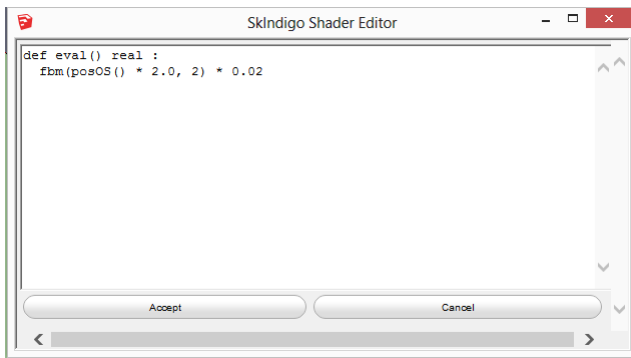 SkIndigo Shader Editor
def eval() real :
  fbm(posOS() * 2.0, 2) * 0.02
Accept
Cancel